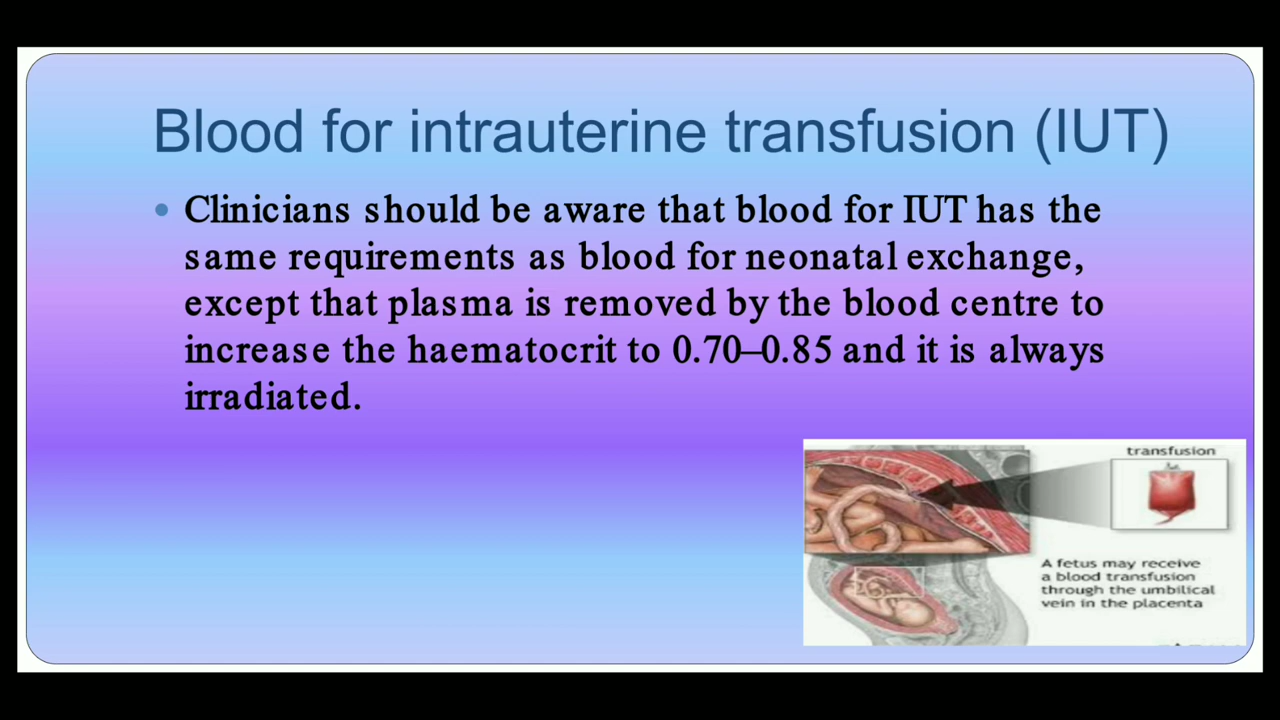 Blood for intrauterine transfusion (IUT)
• Clinicians should be aware that blood for IUT has the
same requirements as blood for neonatal exchange,
except that plasma is removed by the blood centre to
increase the haematocrit to 0.70–0.85 and it is always
irradiated.
transfusion
A fetus may receive
a blood transfusion
through the umbilical
vein in the placenta